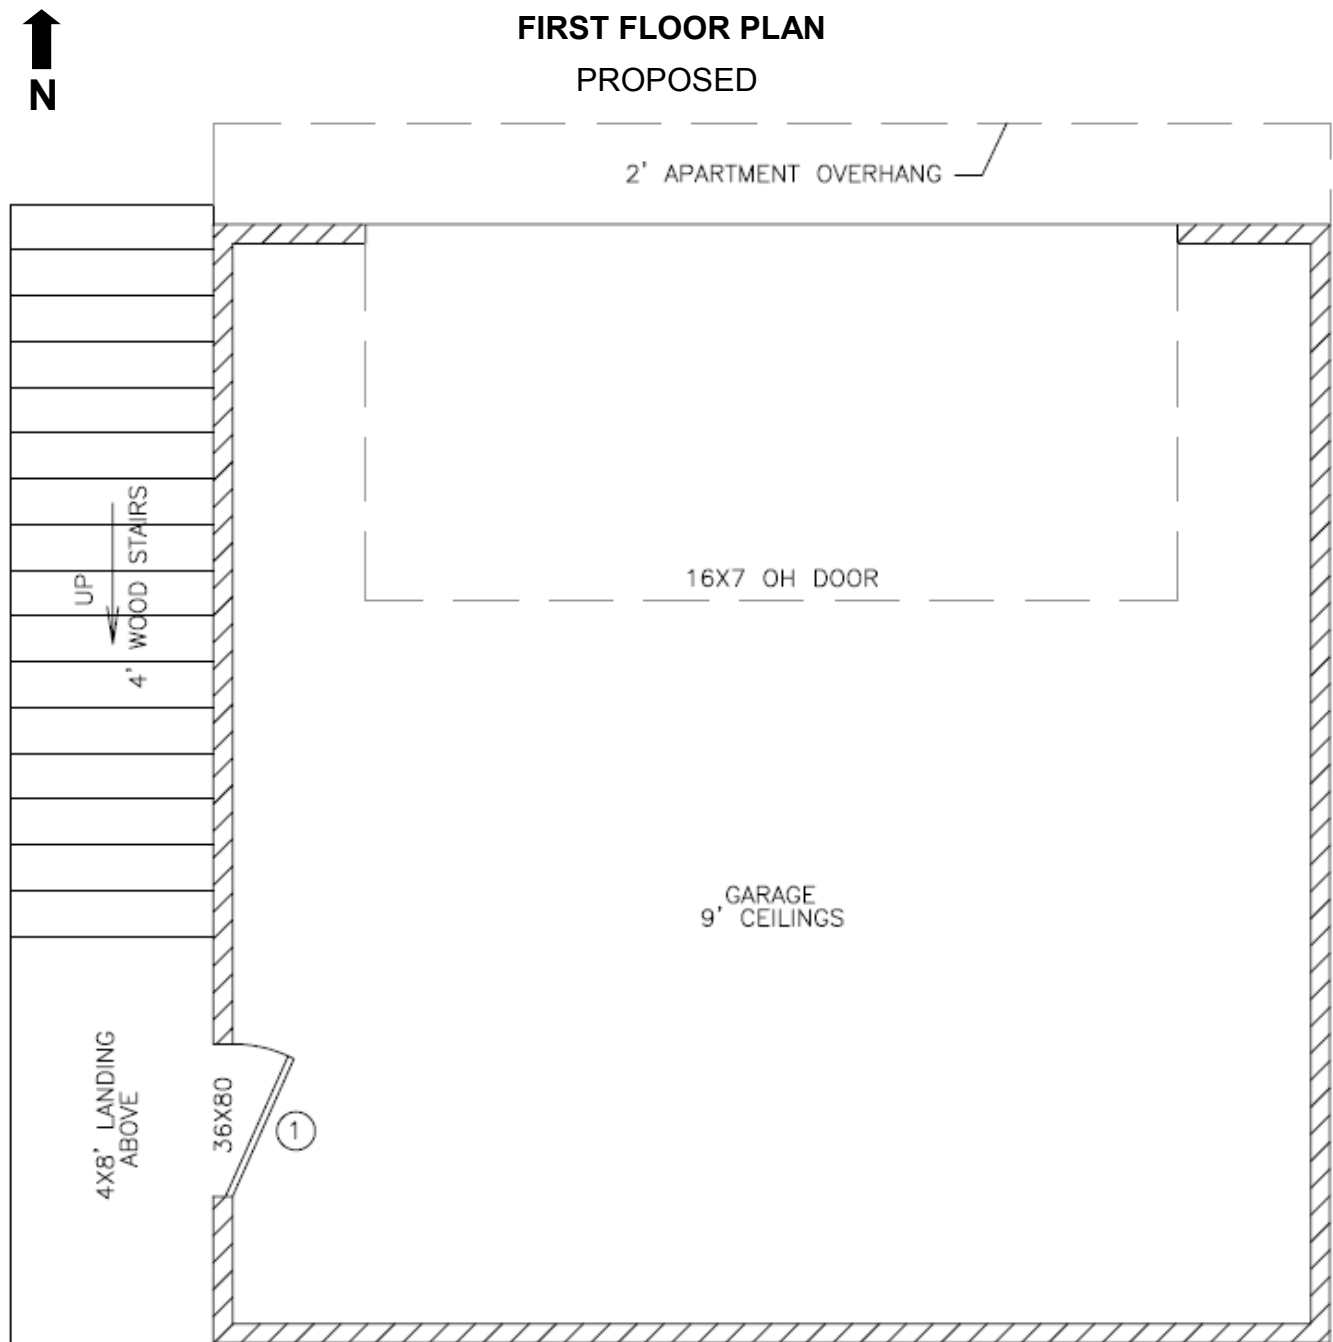 FIRST FLOOR PLAN
PROPOSED
N
2' APARTMENT OVERHANG
UP
4' WOOD STAIRS
16X7 OH DOOR
GARAGE
9' CEILINGS
4X8' LANDING
ABOVE
36X80
1